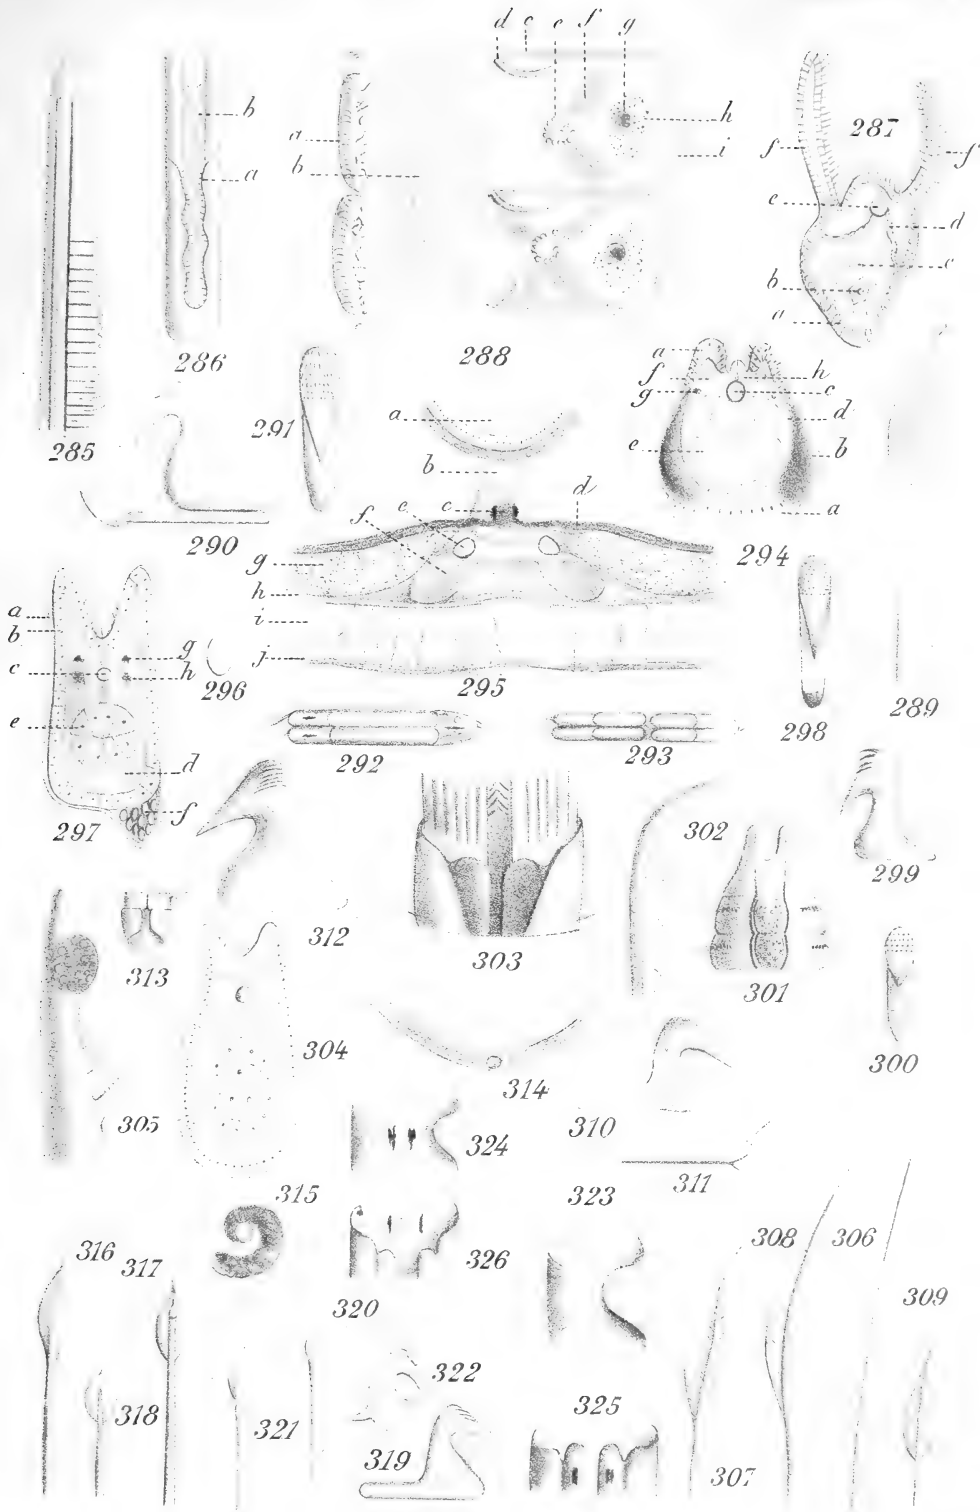 d c e f g
b
a
a
b
h
i
287
f
f
e
d
c
b
a
286
288
285
291
a
b
a
f
g
e
h
c
d
b
a
294
290
f
e
c
d
g
h
i
j
295
a
b
c
e
g
h
d
f
296
297
292
293
298
289
302
299
312
303
301
313
304
300
314
305
310
324
311
315
323
316
317
326
308
306
320
309
322
318
321
325
319
307